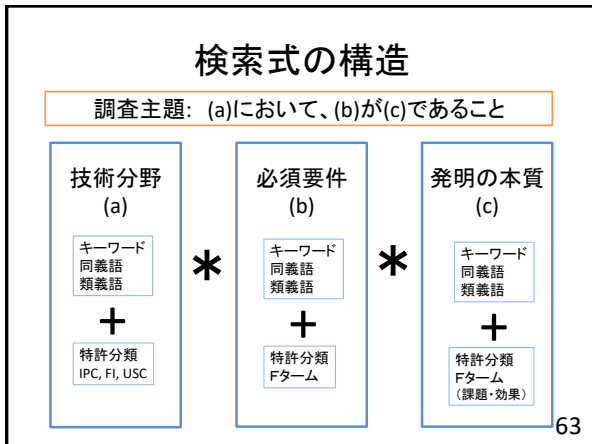 検索式の構造
調査主題: (a)において、(b)が(c)であること
技術分野
(a)
キーワード
同義語
類義語
+
特許分類
IPC, FI, USC
*
必須要件
(b)
キーワード
同義語
類義語
+
特許分類
Fターム
*
発明の本質
(c)
キーワード
同義語
類義語
+
特許分類
Fターム
(課題・効果)
63